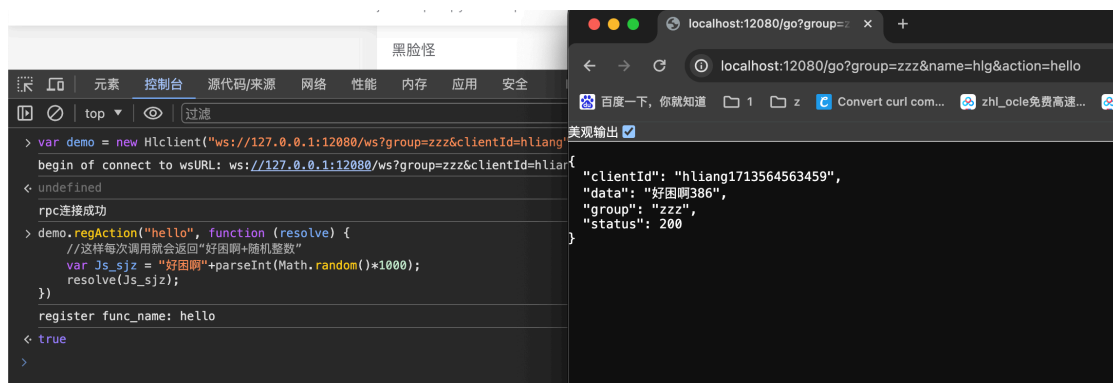 黑脸怪
元素 控制台 源代码/来源 网络 性能 内存 应用 安全
top ▼ 过滤
> var demo = new Hlclient("ws://127.0.0.1:12080/ws?group=zzz&clientId=hliang"
begin of connect to wsURL: ws://127.0.0.1:12080/ws?group=zzz&clientId=hlian
undefined
rpc连接成功
> demo.regAction("hello", function (resolve) {
//这样每次调用就会返回“好困啊+随机整数”
var Js_sjz = "好困啊"+parseInt(Math.random()*1000);
resolve(Js_sjz);
})
register func_name: hello
true
>
localhost:12080/go?group=z × +
localhost:12080/go?group=zzz&name=hlg&action=hello
百度一下，你就知道 1 z Convert curl com... zhl_ocle免费高速...
美观输出
{
"clientId": "hliang1713564563459",
"data": "好困啊386",
"group": "zzz",
"status": 200
}